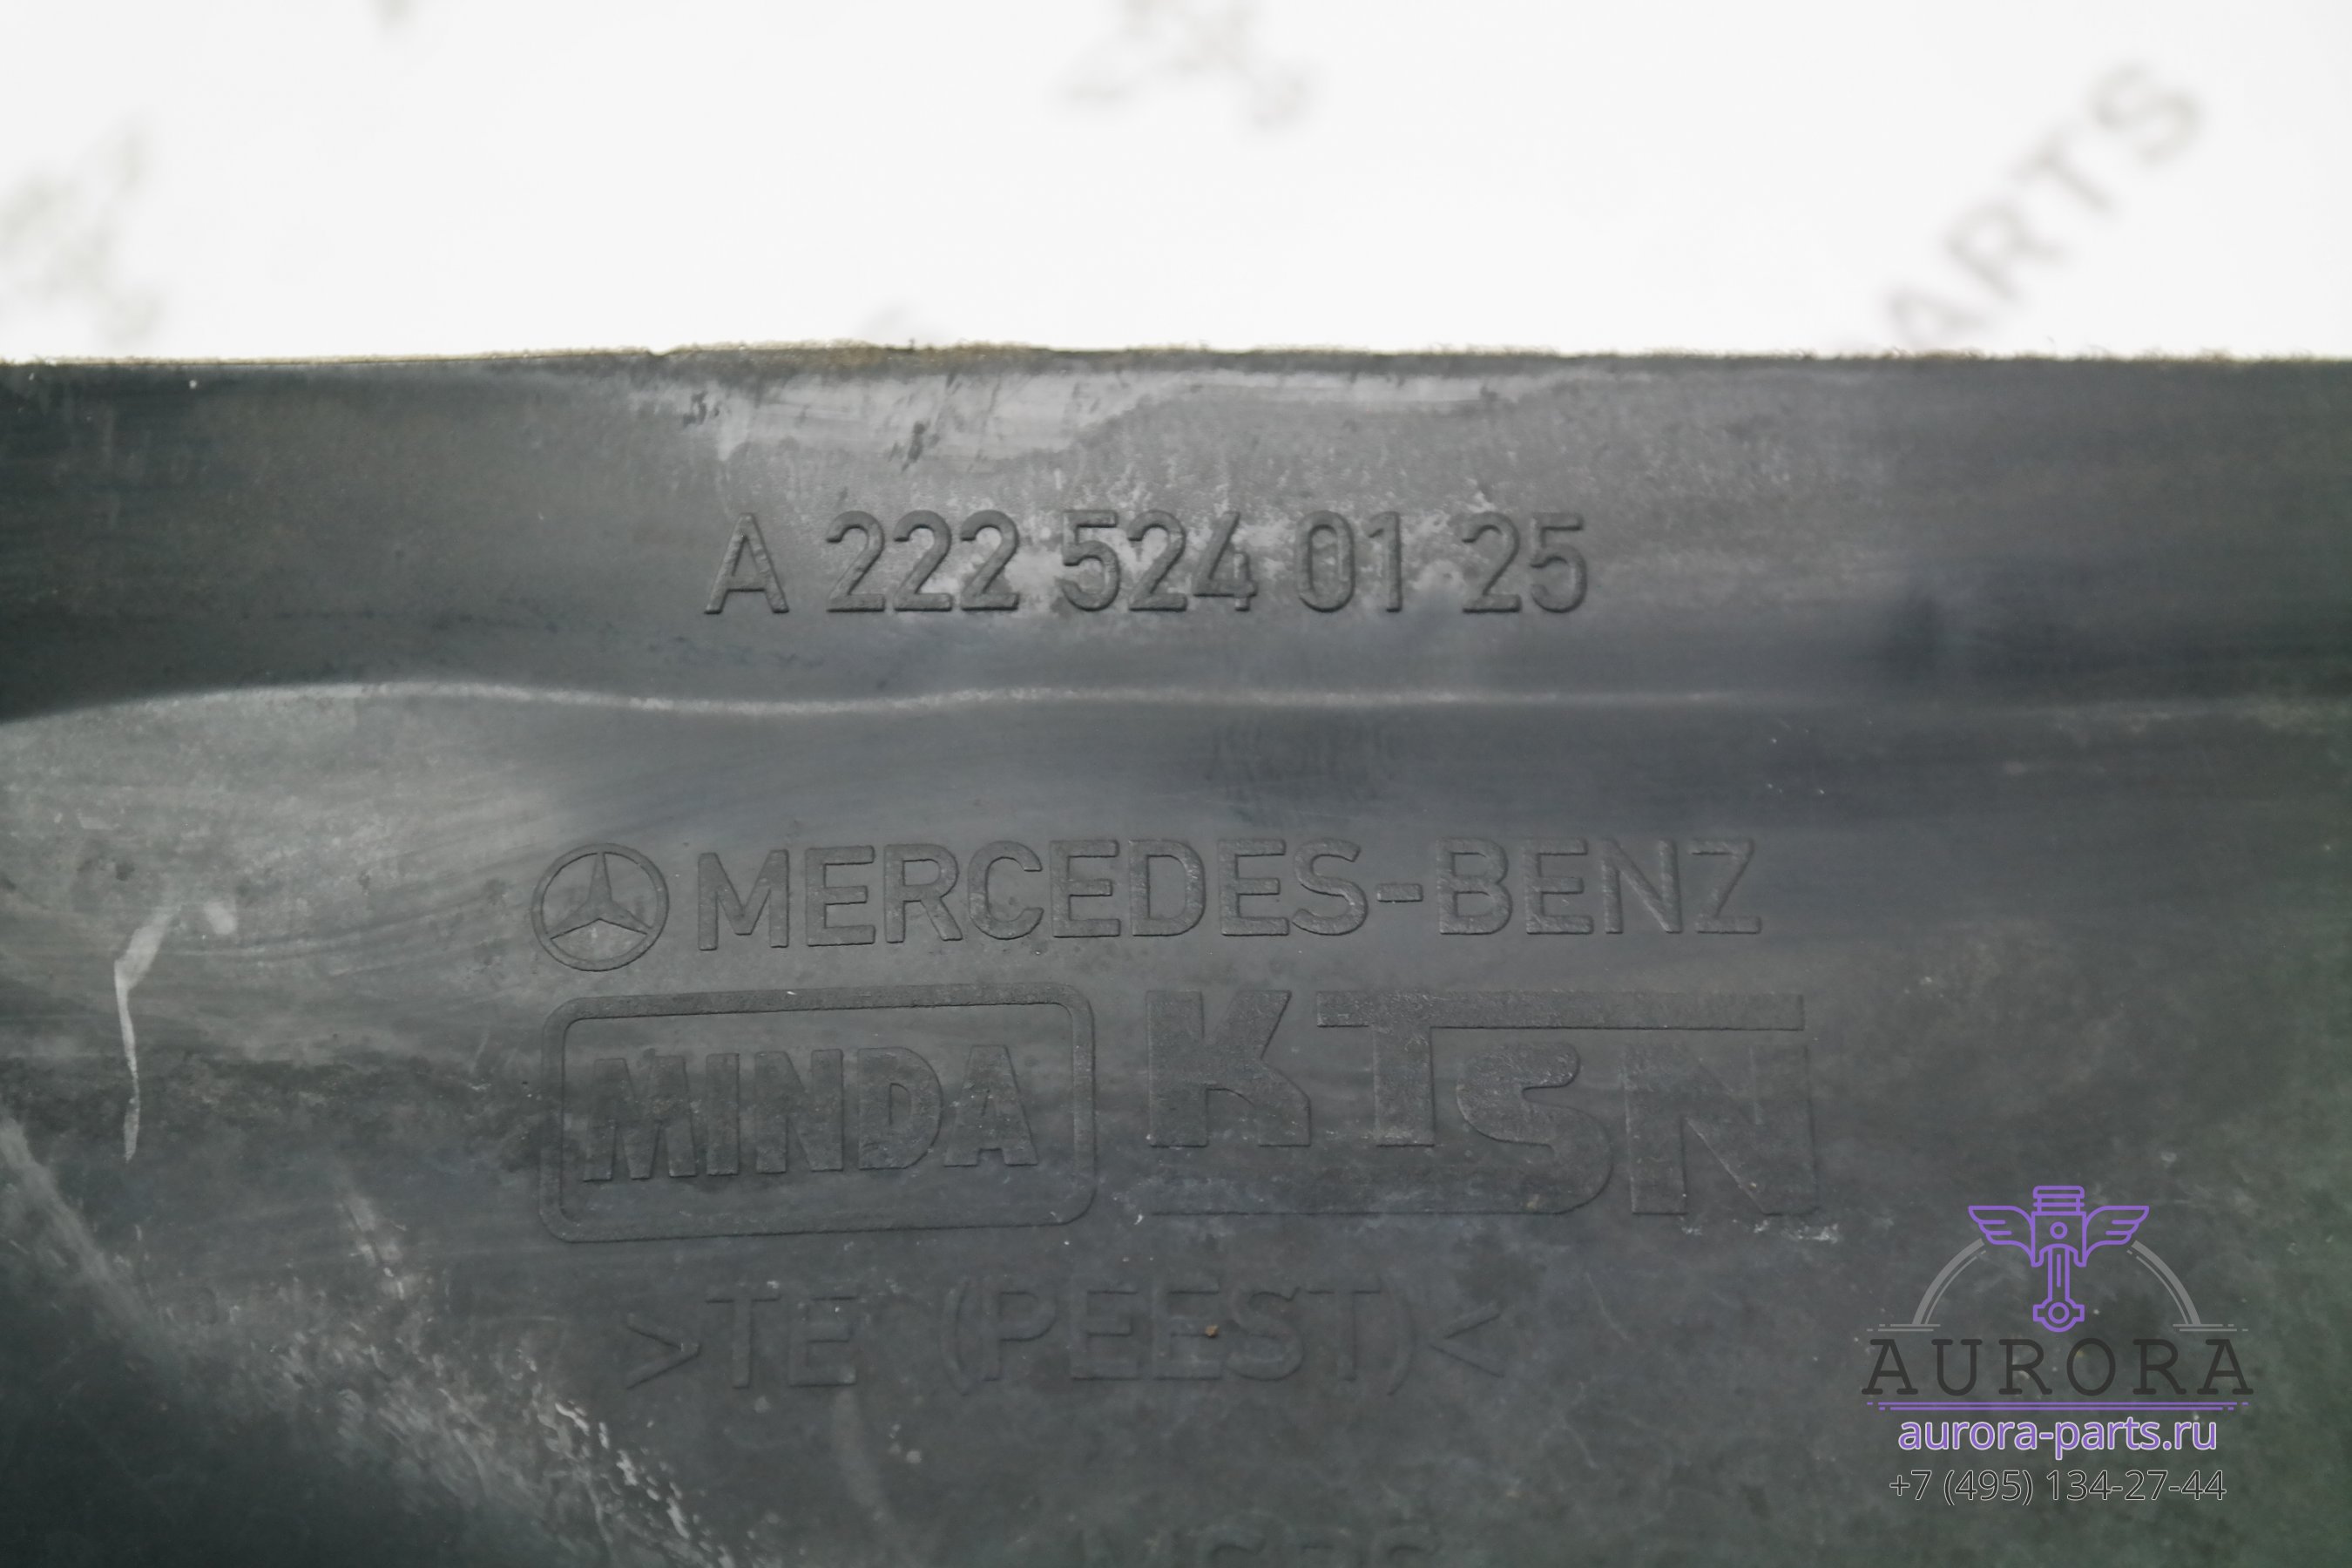 PARTS
A 222 524 01 25
MERCEDES-BENZ
MINDA KTSN
>TE (PEEST)<
AURORA
aurora-parts.ru
+7 (495) 134-27-44